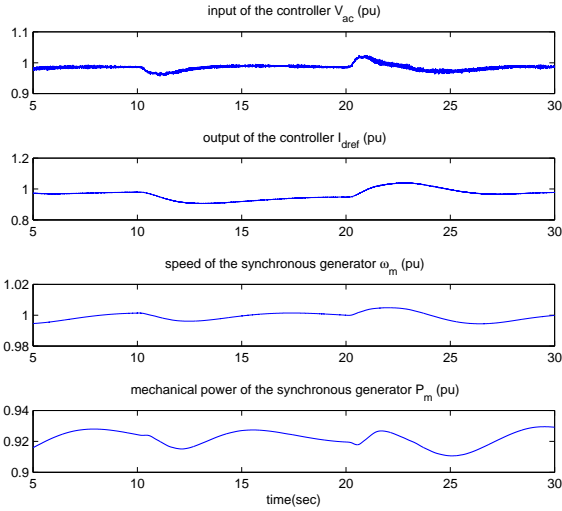 input of the controller V_ac (pu)
1.1
1
0.9
5 10 15 20 25 30
output of the controller I_dref (pu)
1.2
1
0.8
5 10 15 20 25 30
speed of the synchronous generator ω_m (pu)
1.02
1
0.98
5 10 15 20 25 30
mechanical power of the synchronous generator P_m (pu)
0.94
0.92
0.9
5 10 15 20 25 30
time(sec)